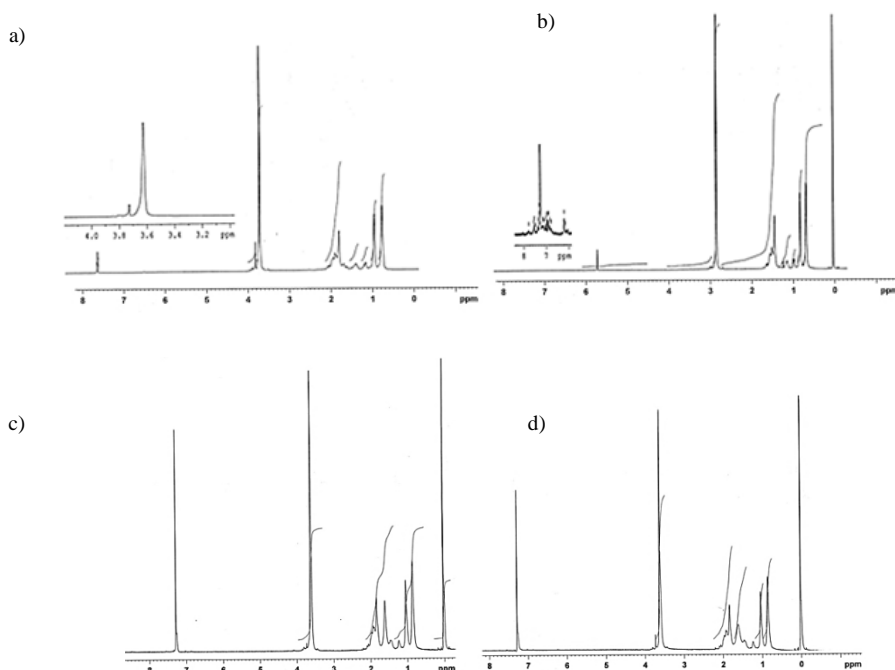 a)
b)
4.0 3.8 3.6 3.4 3.2 ppm
8 7 ppm
8 7 6 5 4 3 2 1 0 ppm
8 7 6 5 4 3 2 1 0 ppm
c)
d)
7 6 5 4 3 2 1 ppm
8 7 6 5 4 3 2 1 ppm